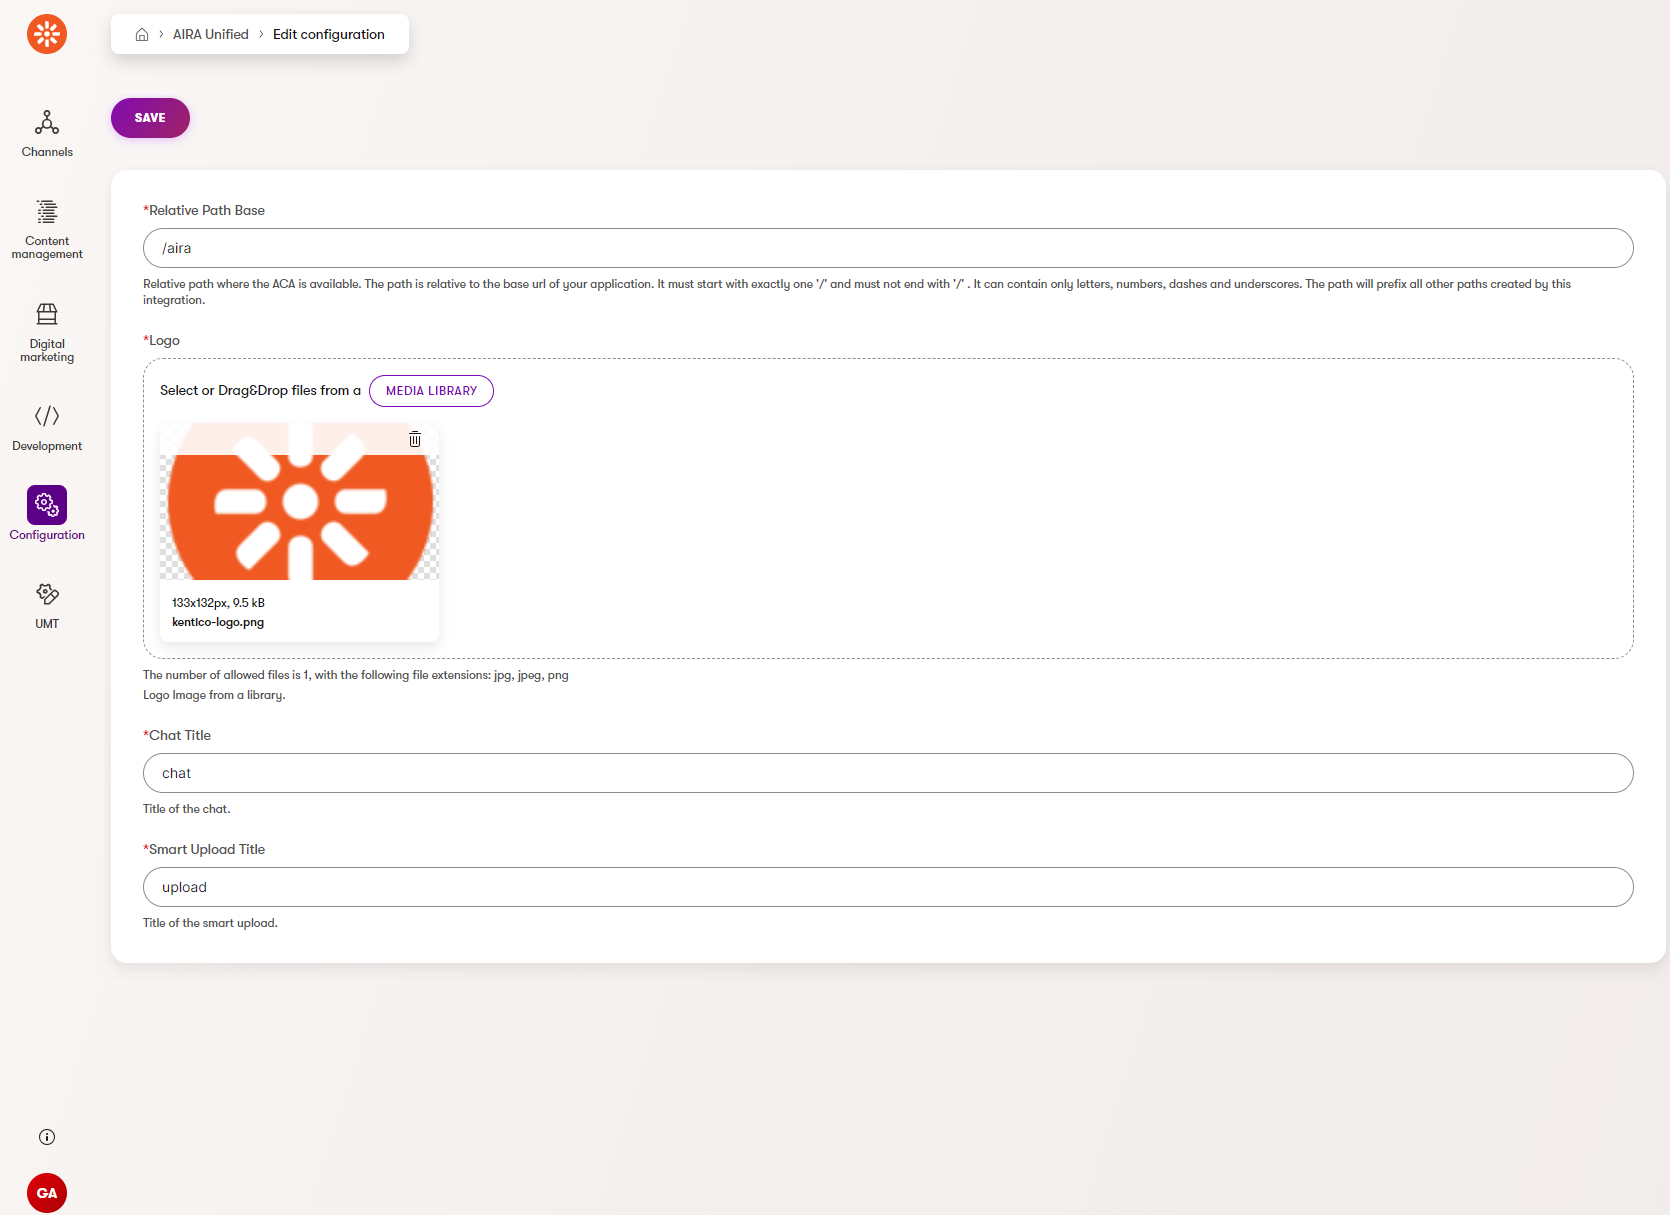 AIRA Unified
Edit configuration
SAVE
Channels
Content
management
Digital
marketing
Development
Configuration
UMT
GA
*Relative Path Base
/aira
Relative path where the ACA is available. The path is relative to the base url of your application. It must start with exactly one '/' and must not end with '/' . It can contain only letters, numbers, dashes and underscores. The path will prefix all other paths created by this
integration.
*Logo
Select or Drag&Drop files from a MEDIA LIBRARY
133x132px, 9.5 kB
kentico-logo.png
The number of allowed files is 1, with the following file extensions: jpg, jpeg, png
Logo Image from a library.
*Chat Title
chat
Title of the chat.
*Smart Upload Title
upload
Title of the smart upload.